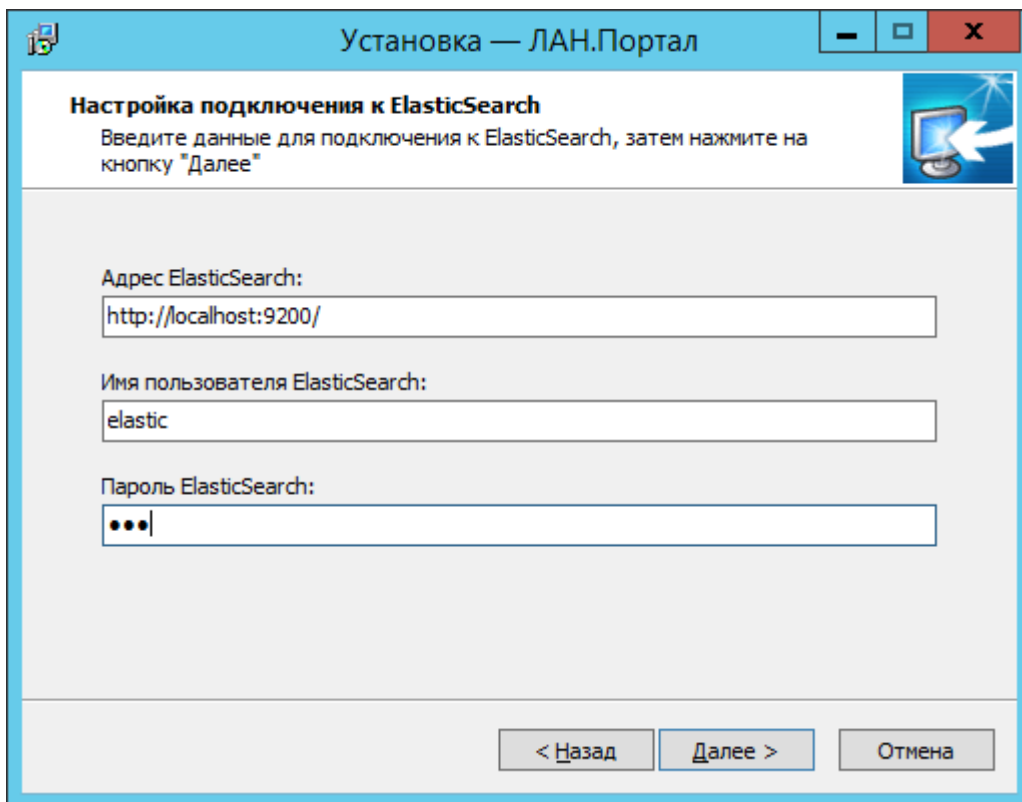 Установка — ЛАН.Портал
Настройка подключения к ElasticSearch
Введите данные для подключения к ElasticSearch, затем нажмите на
кнопку "Далее"
Адрес ElasticSearch:
http://localhost:9200/
Имя пользователя ElasticSearch:
elastic
Пароль ElasticSearch:
●●●
< Назад Далее > Отмена